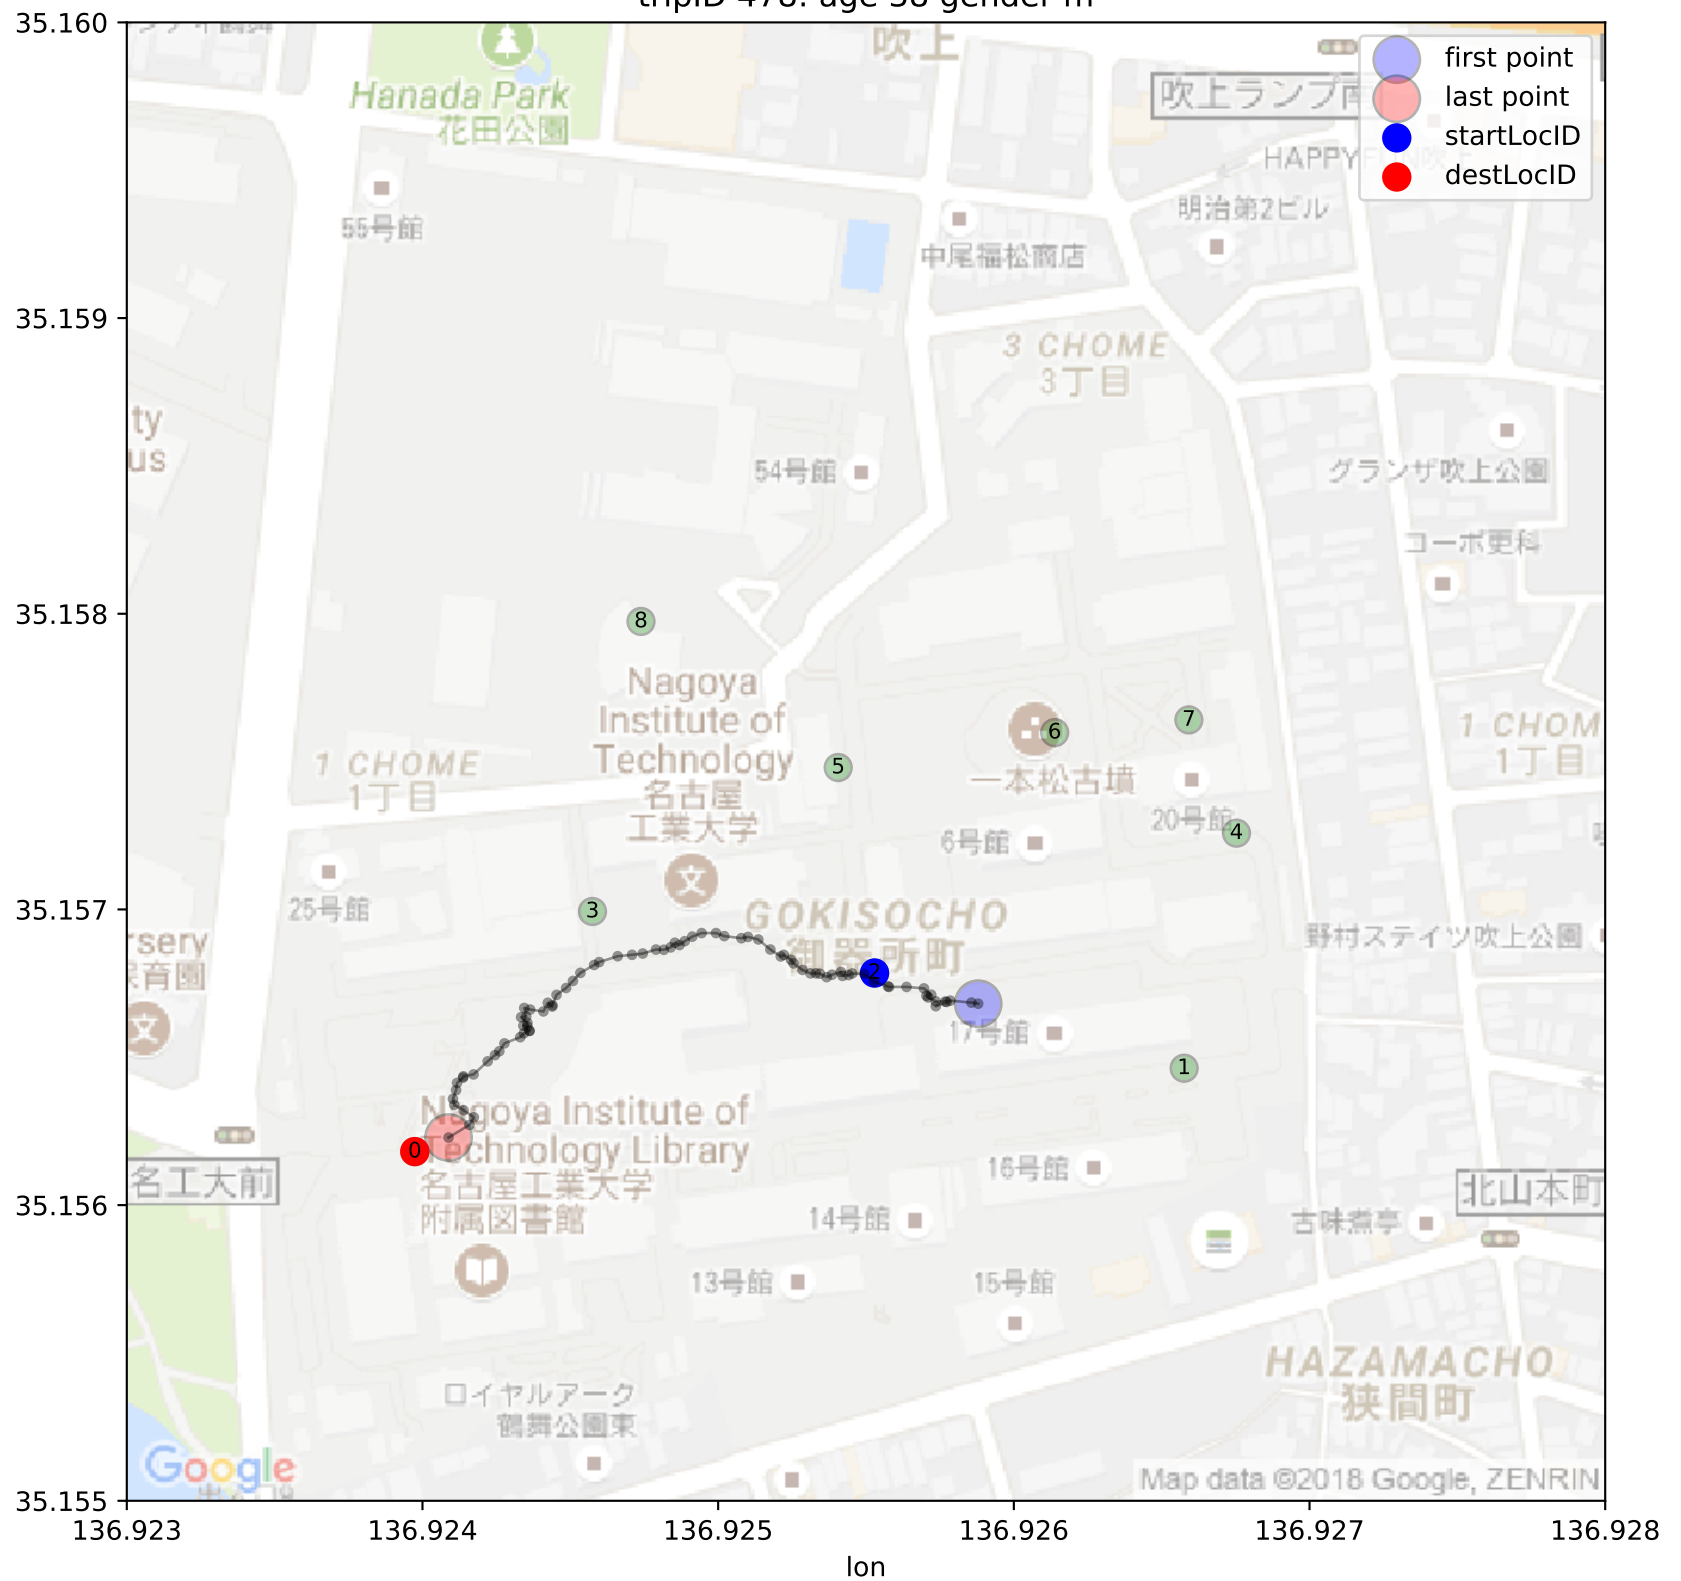 35.160
吹上
first point
last point
startLocID
destLocID
Hanada Park
花田公園
吹上ランプ南
55号館
明治第2ビル
中尾福松商店
35.159
3 CHOME
3丁目
ty
us
54号館
グランザ吹上公園
コーポ更科
35.158
8
Nagoya
Institute of
Technology
名古屋
工業大学
7
6
5
1 CHOME
1丁目
1 CHOM
1丁目
一本松古墳
20号館
4
6号館
25号館
3
35.157
GOKISOCHO
御器所町
野村ステイツ吹上公園
rsery
育園
2
17号館
1
Nagoya Institute of
Technology Library
名古屋工業大学
附属図書館
0
名工大前
16号館
北山本町
35.156
14号館
古味煮亭
13号館
15号館
HAZAMACHO
狭間町
ロイヤルアーク
鶴舞公園東
Google
Map data ©2018 Google, ZENRIN
35.155
136.923
136.924
136.925
136.926
136.927
136.928
lon